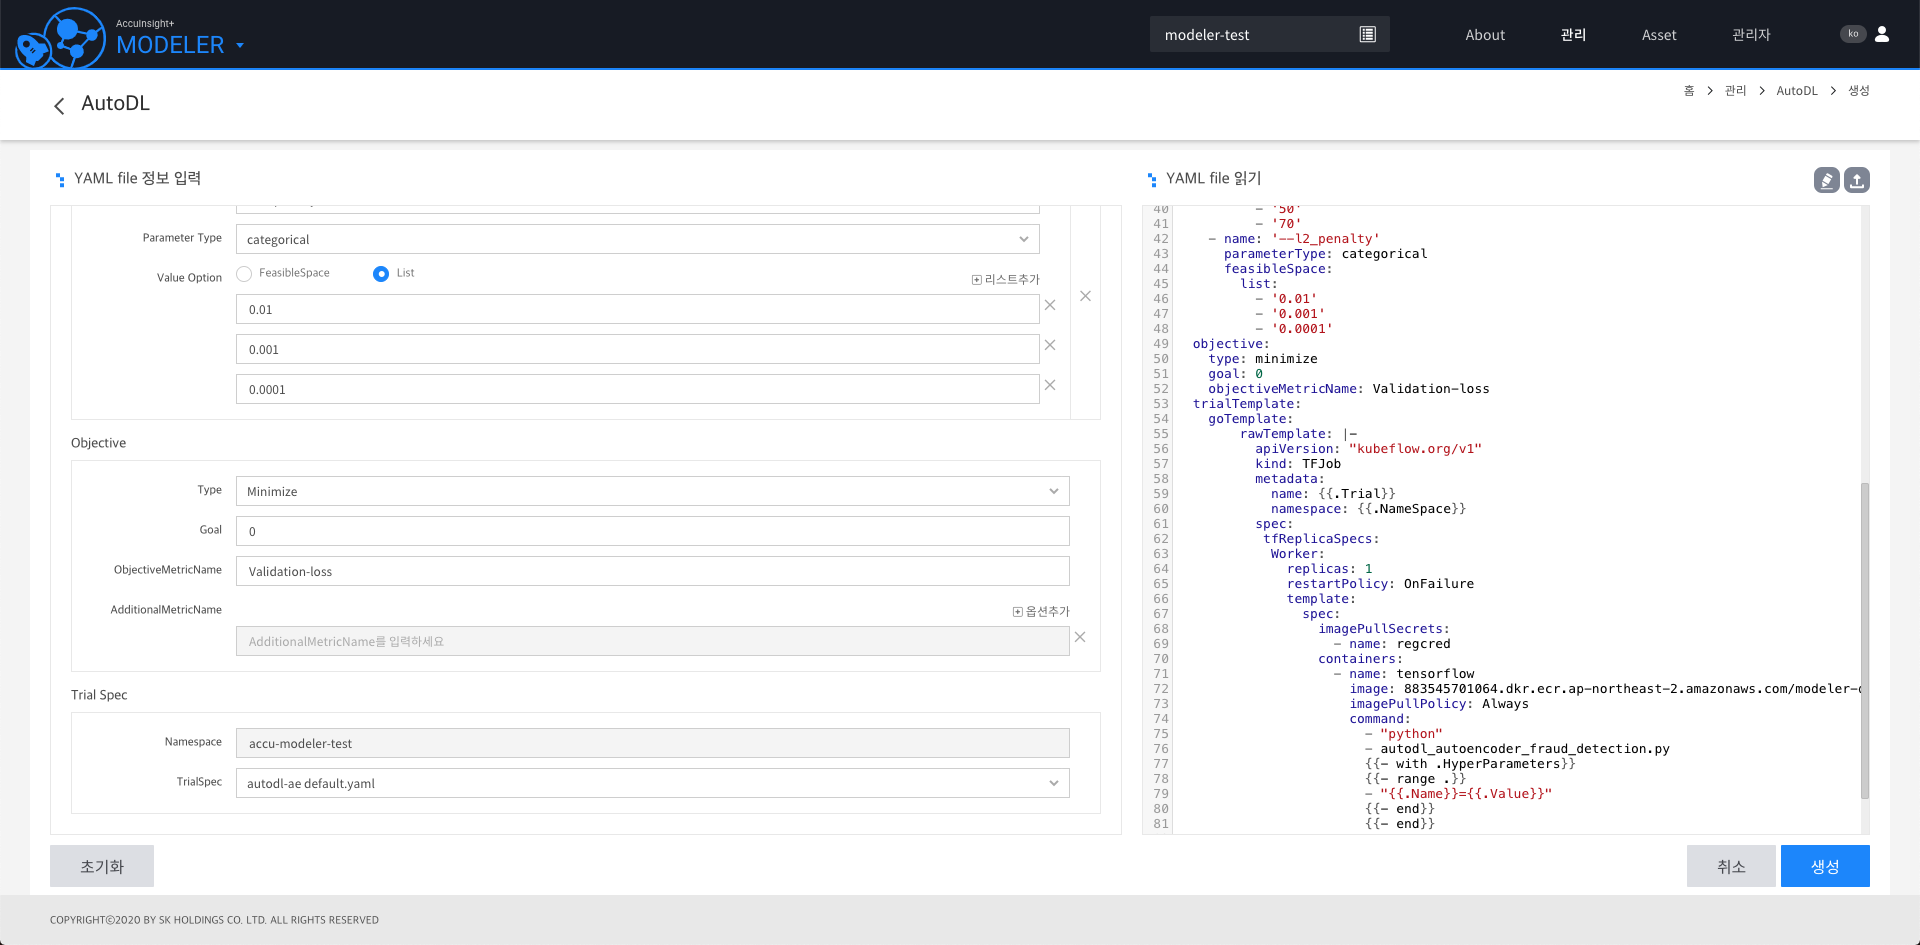 AccuInsight+
MODELER
modeler-test
About
관리
Asset
관리자
ko
AutoDL
홈 > 관리 > AutoDL > 생성
YAML file 정보 입력
Parameter Type
categorical
Value Option
FeasibleSpace
List
리스트추가
0.01
0.001
0.0001
Objective
Type
Minimize
Goal
0
ObjectiveMetricName
Validation-loss
AdditionalMetricName
옵션추가
AdditionalMetricName를 입력하세요
Trial Spec
Namespace
accu-modeler-test
TrialSpec
autodl-ae default.yaml
YAML file 읽기
40 - '50'
41 - '70'
42 - name: '--l2_penalty'
43 parameterType: categorical
44 feasibleSpace:
45 list:
46 - '0.01'
47 - '0.001'
48 - '0.0001'
49 objective:
50 type: minimize
51 goal: 0
52 objectiveMetricName: Validation-loss
53 trialTemplate:
54 goTemplate:
55 rawTemplate: |-
56 apiVersion: "kubeflow.org/v1"
57 kind: TFJob
58 metadata:
59 name: {{.Trial}}
60 namespace: {{.NameSpace}}
61 spec:
62 tfReplicaSpecs:
63 Worker:
64 replicas: 1
65 restartPolicy: OnFailure
66 template:
67 spec:
68 imagePullSecrets:
69 - name: regcred
70 containers:
71 - name: tensorflow
72 image: 883545701064.dkr.ecr.ap-northeast-2.amazonaws.com/modeler-
73 imagePullPolicy: Always
74 command:
75 - "python"
76 - autodl_autoencoder_fraud_detection.py
77 {{- with .HyperParameters}}
78 {{- range .}}
79 - "{{.Name}}={{.Value}}"
80 {{- end}}
81 {{- end}}
초기화
취소
생성
COPYRIGHT©2020 BY SK HOLDINGS CO. LTD. ALL RIGHTS RESERVED